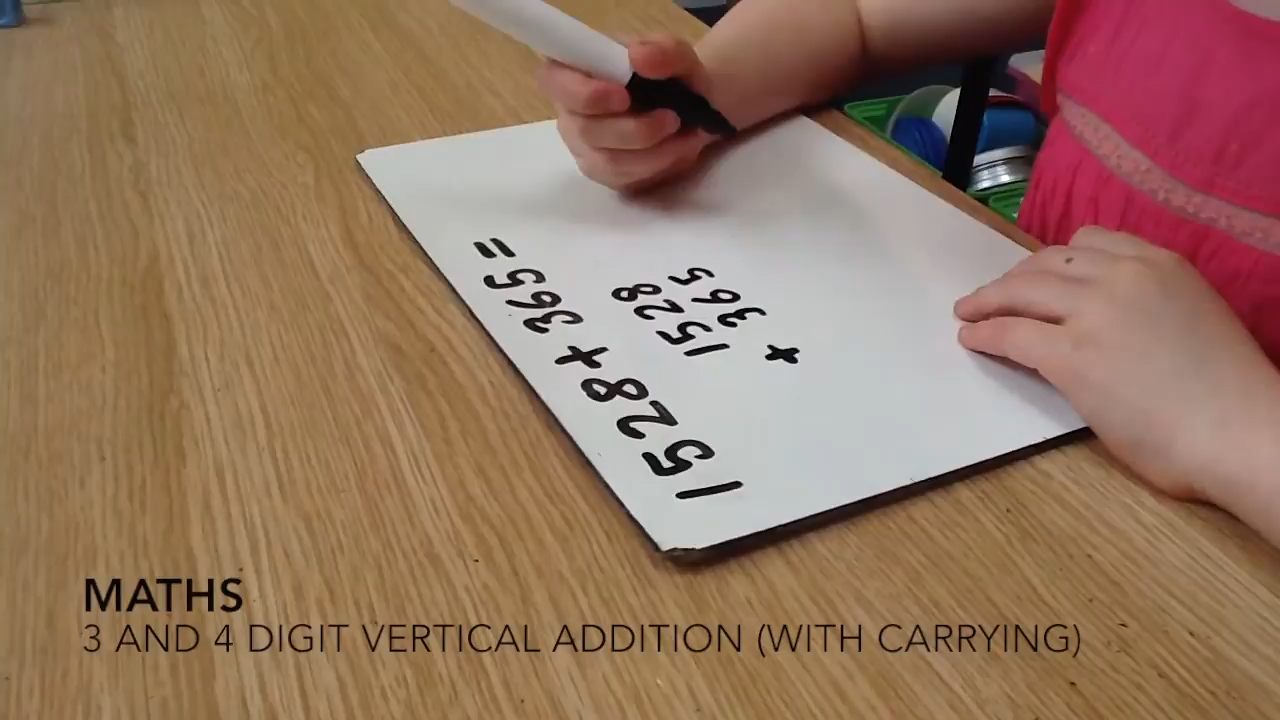 1528+365=
1528
+ 365
MATHS
3 AND 4 DIGIT VERTICAL ADDITION (WITH CARRYING)